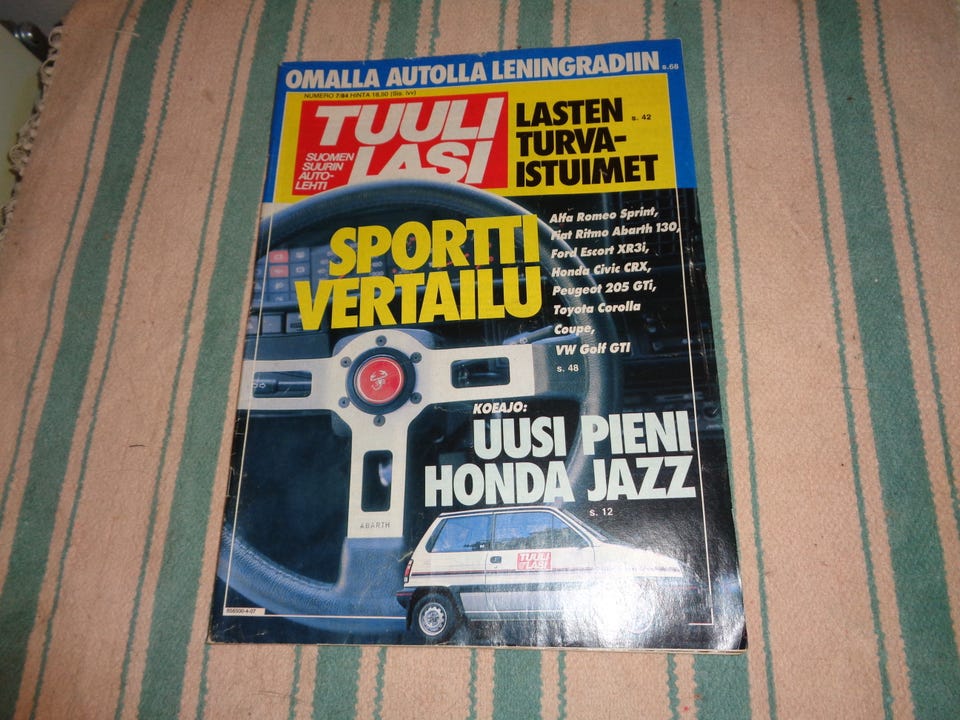 OMALLA AUTOLLA LENINGRADIIN s.68
NUMERO 7/84 HINTA 18,50 (Sis. lvv)
TUULI
LASI
SUOMEN
SUURIN
AUTO-
LEHTI
LASTEN s. 42
TURVA-
ISTUIMET
SPORTTI
VERTAILU
Alfa Romeo Sprint,
Fiat Ritmo Abarth 130,
Ford Escort XR3i,
Honda Civic CRX,
Peugeot 205 GTi,
Toyota Corolla
Coupe,
VW Golf GTI
s. 48
KOEAJO:
UUSI PIENI
HONDA JAZZ
s. 12
ABARTH
TUULI
LASI